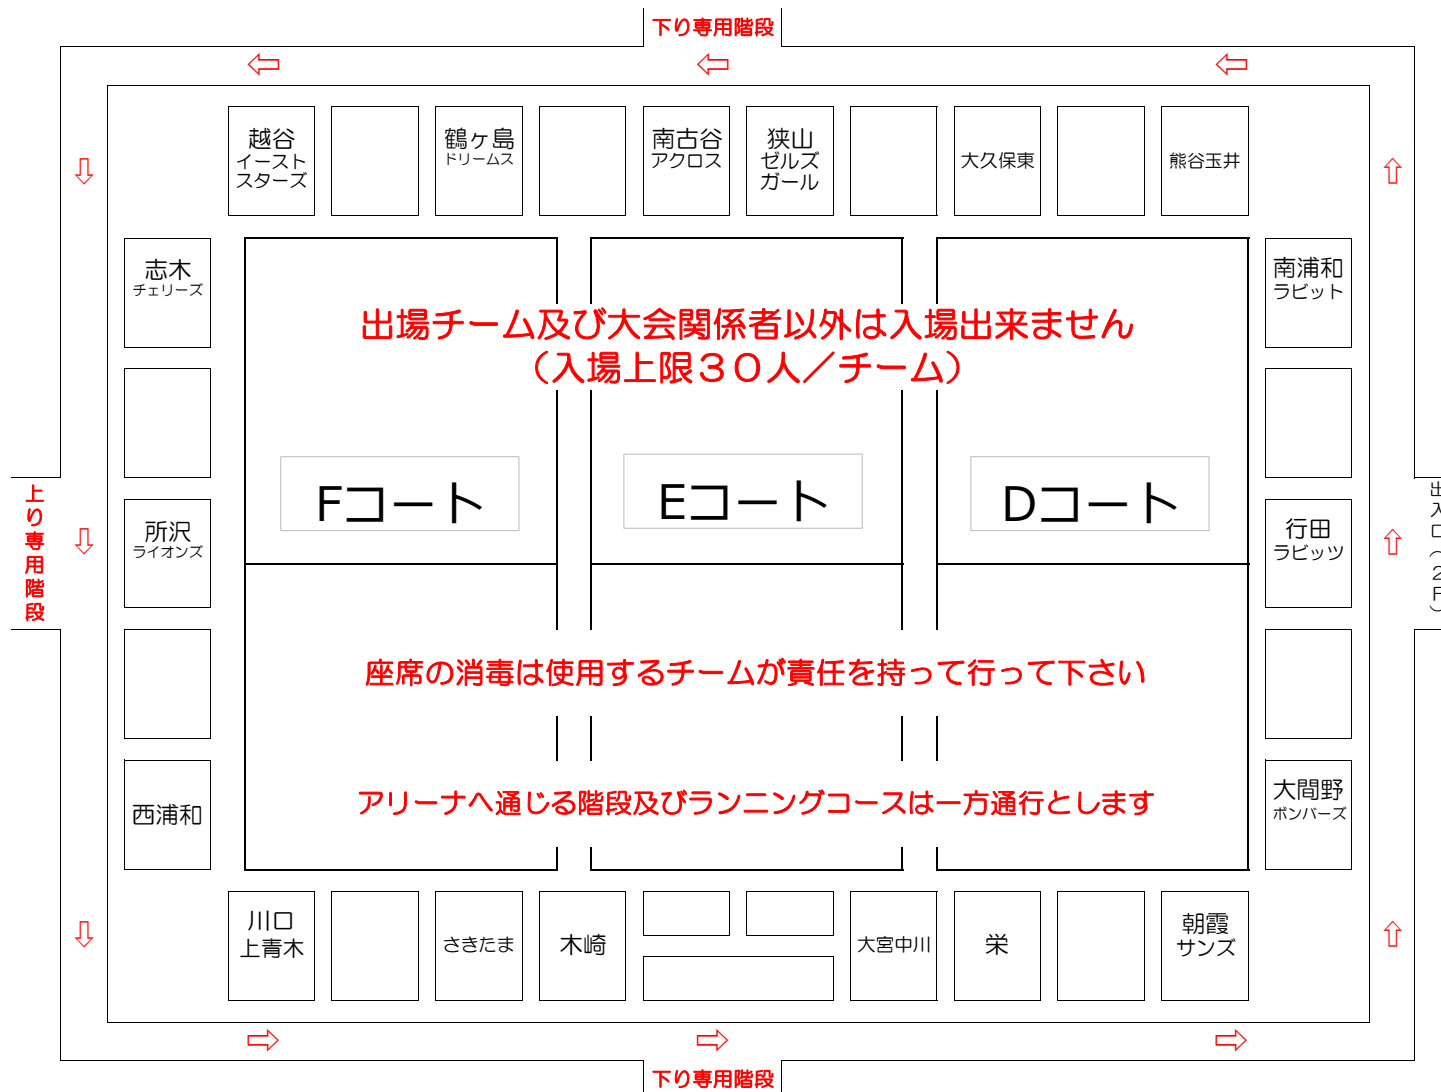 下り専用階段
越谷
イースト
スターズ
鶴ヶ島
ドリームス
南古谷
アクロス
狭山
ゼルズ
ガール
大久保東
熊谷玉井
志木
チェリーズ
南浦和
ラビット
出場チーム及び大会関係者以外は入場出来ません
（入場上限３０人／チーム）
Fコート
Eコート
Dコート
上り専用階段
所沢
ライオンズ
行田
ラビッツ
出入口（２F）
座席の消毒は使用するチームが責任を持って行って下さい
西浦和
アリーナへ通じる階段及びランニングコースは一方通行とします
大間野
ボンバーズ
川口
上青木
さきたま
木崎
大宮中川
栄
朝霞
サンズ
下り専用階段